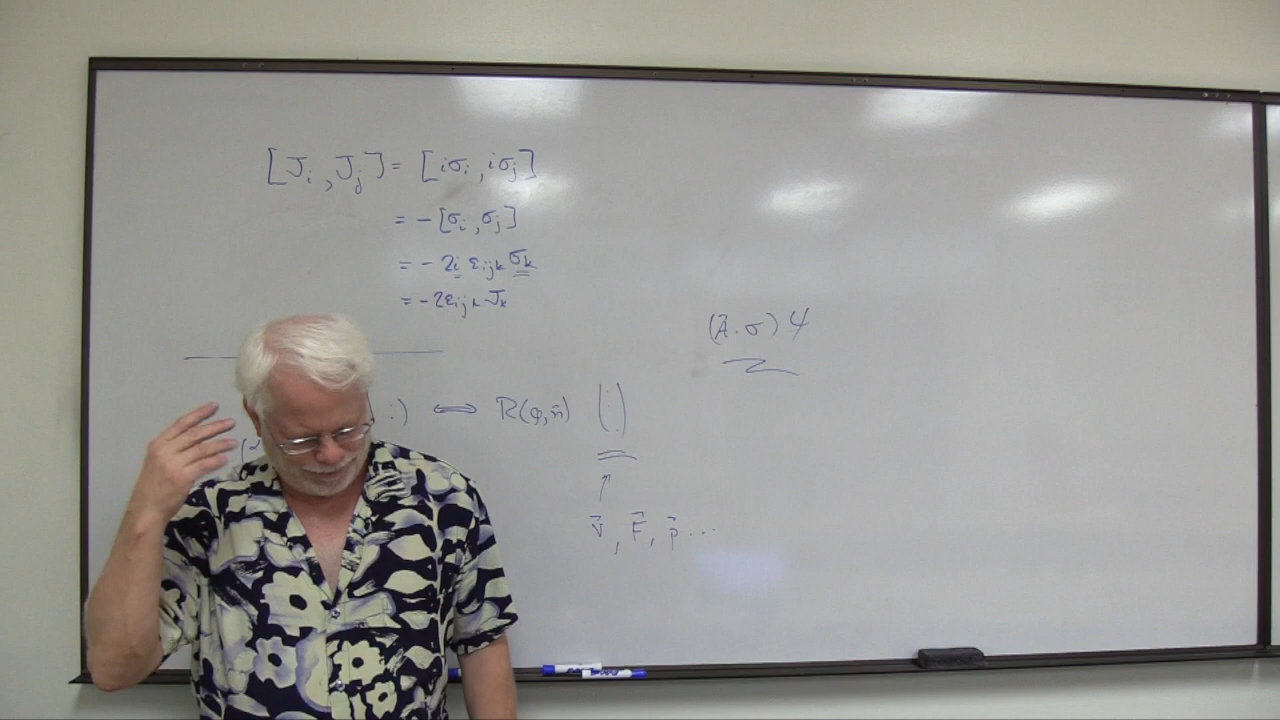 [J_i , J_j] = [iσ_i , iσ_j]
= -[σ_i , σ_j]
= -2i ε_ijk σ_k
= -2ε_ijk J_k
(A⃗ · σ) ψ
:) ⟺ R(φ,n̂) (:)
↑
v⃗ , F⃗ , p⃗ ...